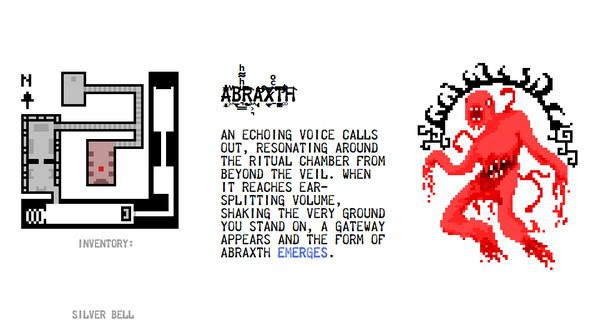 N
ABRAXTH
AN ECHOING VOICE CALLS
OUT, RESONATING AROUND
THE RITUAL CHAMBER FROM
BEYOND THE VEIL. WHEN
IT REACHES EAR-
SPLITTING VOLUME,
SHAKING THE VERY GROUND
YOU STAND ON, A GATEWAY
APPEARS AND THE FORM OF
ABRAXTH EMERGES.
INVENTORY:
SILVER BELL